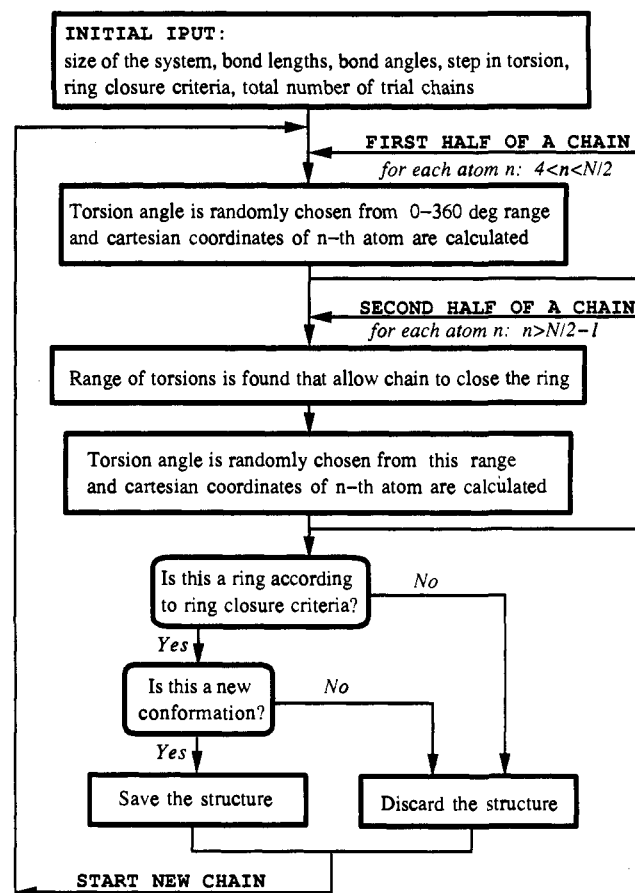 INITIAL IPUT:
size of the system, bond lengths, bond angles, step in torsion,
ring closure criteria, total number of trial chains
FIRST HALF OF A CHAIN
for each atom n: 4<n<N/2
Torsion angle is randomly chosen from 0-360 deg range
and cartesian coordinates of n-th atom are calculated
SECOND HALF OF A CHAIN
for each atom n: n>N/2-1
Range of torsions is found that allow chain to close the ring
Torsion angle is randomly chosen from this range
and cartesian coordinates of n-th atom are calculated
Is this a ring according
to ring closure criteria?
No
Yes
Is this a new
conformation?
No
Yes
Save the structure
Discard the structure
START NEW CHAIN